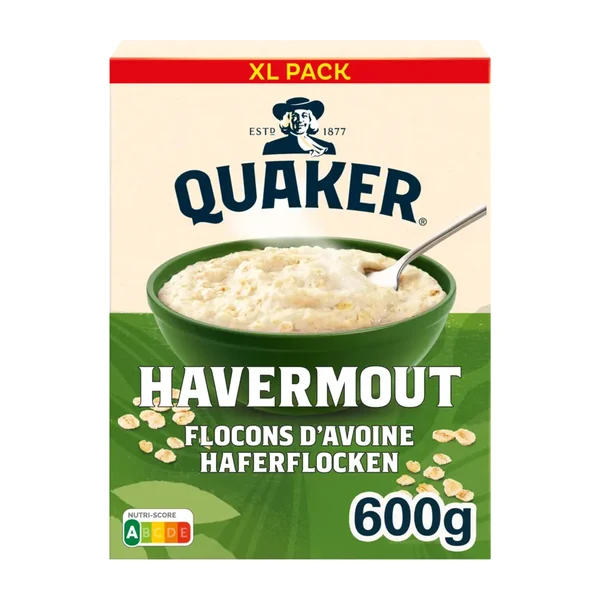 XL PACK
ESTD 1877
QUAKER®
HAVERMOUT
FLOCONS D'AVOINE
HAFERFLOCKEN
NUTRI-SCORE
A B C D E
600g